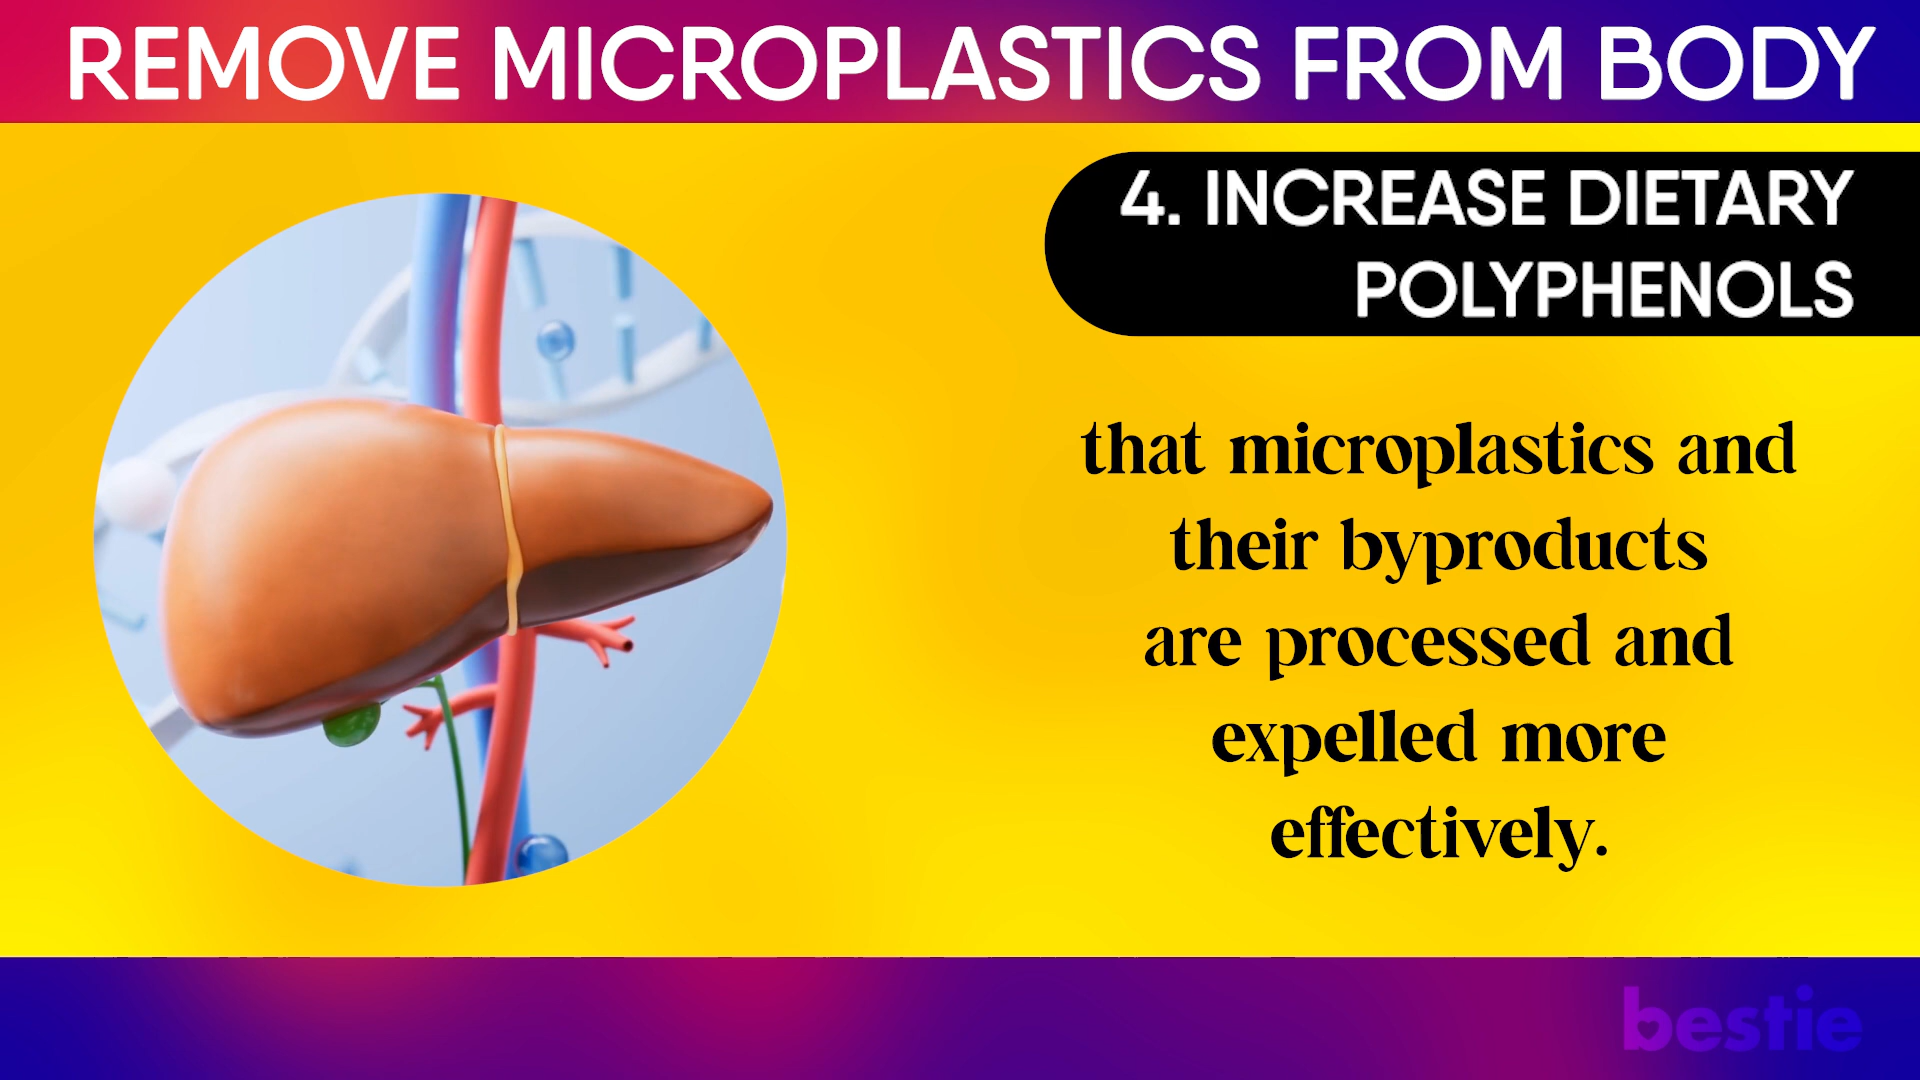 REMOVE MICROPLASTICS FROM BODY
4. INCREASE DIETARY
POLYPHENOLS
that microplastics and
their byproducts
are processed and
expelled more
effectively.
bestie